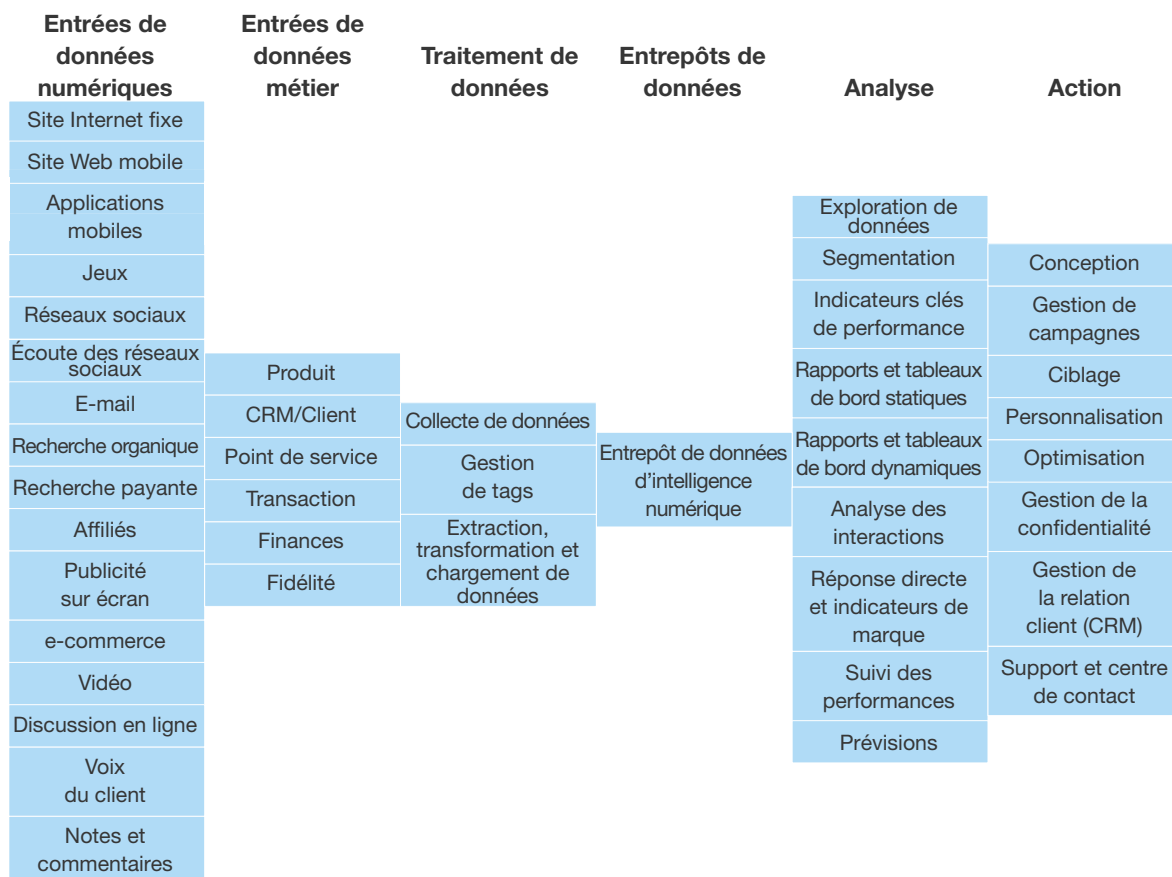 Entrées de
données
numériques
Site Internet fixe
Site Web mobile
Applications
mobiles
Jeux
Réseaux sociaux
Écoute des réseaux
sociaux
E-mail
Recherche organique
Recherche payante
Affiliés
Publicité
sur écran
e-commerce
Vidéo
Discussion en ligne
Voix
du client
Notes et
commentaires
Entrées de
données
métier
Produit
CRM/Client
Point de service
Transaction
Finances
Fidélité
Traitement de
données
Collecte de données
Gestion
de tags
Extraction,
transformation et
chargement de
données
Entrepôts de
données
Entrepôt de données
d’intelligence
numérique
Analyse
Exploration de
données
Segmentation
Indicateurs clés
de performance
Rapports et tableaux
de bord statiques
Rapports et tableaux
de bord dynamiques
Analyse des
interactions
Réponse directe
et indicateurs de
marque
Suivi des
performances
Prévisions
Action
Conception
Gestion de
campagnes
Ciblage
Personnalisation
Optimisation
Gestion de la
confidentialité
Gestion de
la relation
client (CRM)
Support et centre
de contact